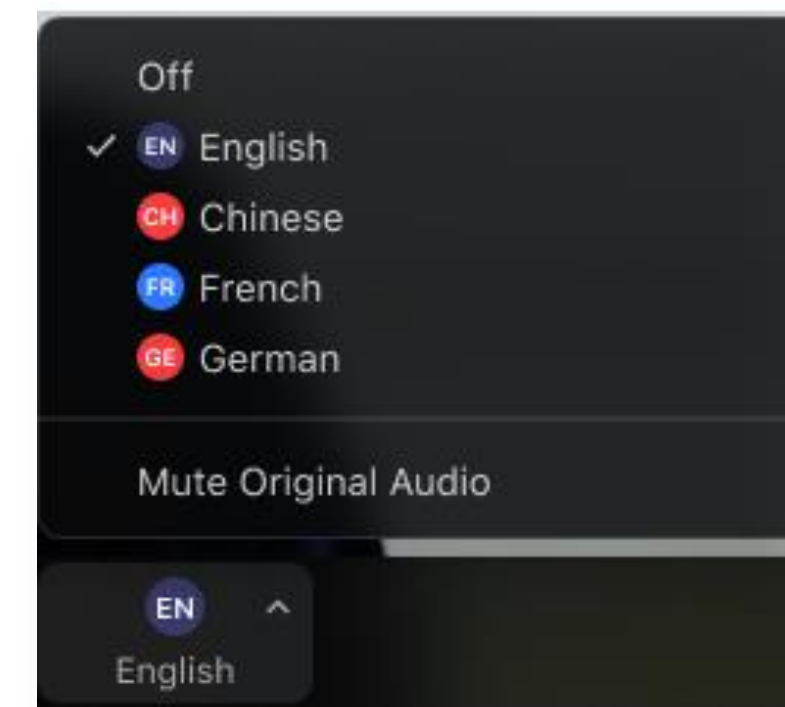 Off
EN English
CH Chinese
FR French
GE German
Mute Original Audio
EN
English